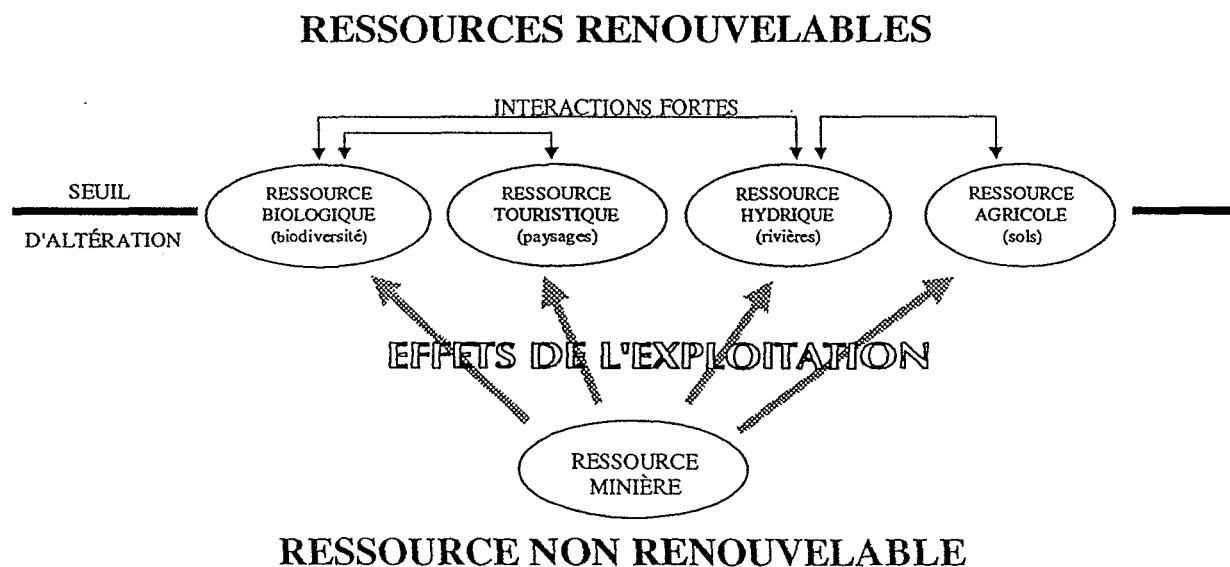 RESSOURCES RENOUVELABLES
INTERACTIONS FORTES
SEUIL
D'ALTÉRATION
RESSOURCE
BIOLOGIQUE
(biodiversité)
RESSOURCE
TOURISTIQUE
(paysages)
RESSOURCE
HYDRIQUE
(rivières)
RESSOURCE
AGRICOLE
(sols)
EFFETS DE L'EXPLOITATION
RESSOURCE
MINIÈRE
RESSOURCE NON RENOUVELABLE